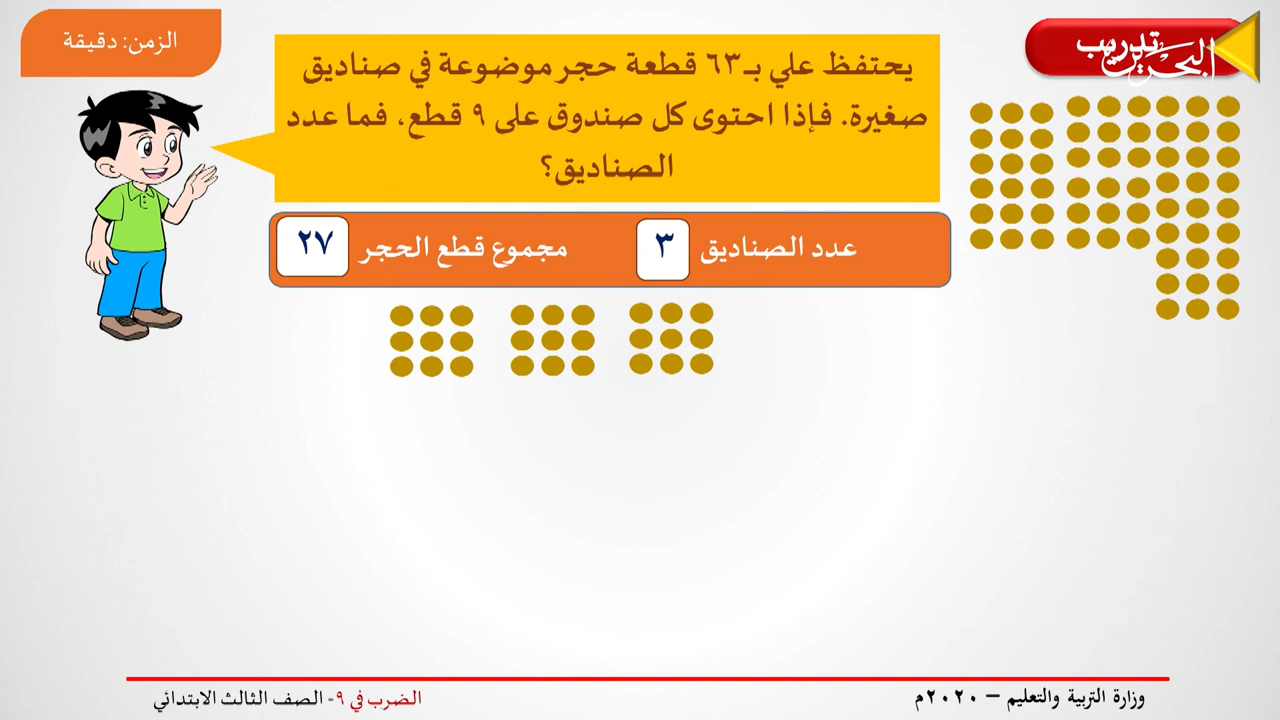 تدريب
البحرين
الزمن: دقيقة
يحتفظ علي بـ ٦٣ قطعة حجر موضوعة في صناديق
صغيرة. فإذا احتوى كل صندوق على ٩ قطع، فما عدد
الصناديق؟
عدد الصناديق ٣ مجموع قطع الحجر ٢٧
وزارة التربية والتعليم – ٢٠٢٠م
الضرب في ٩- الصف الثالث الابتدائي